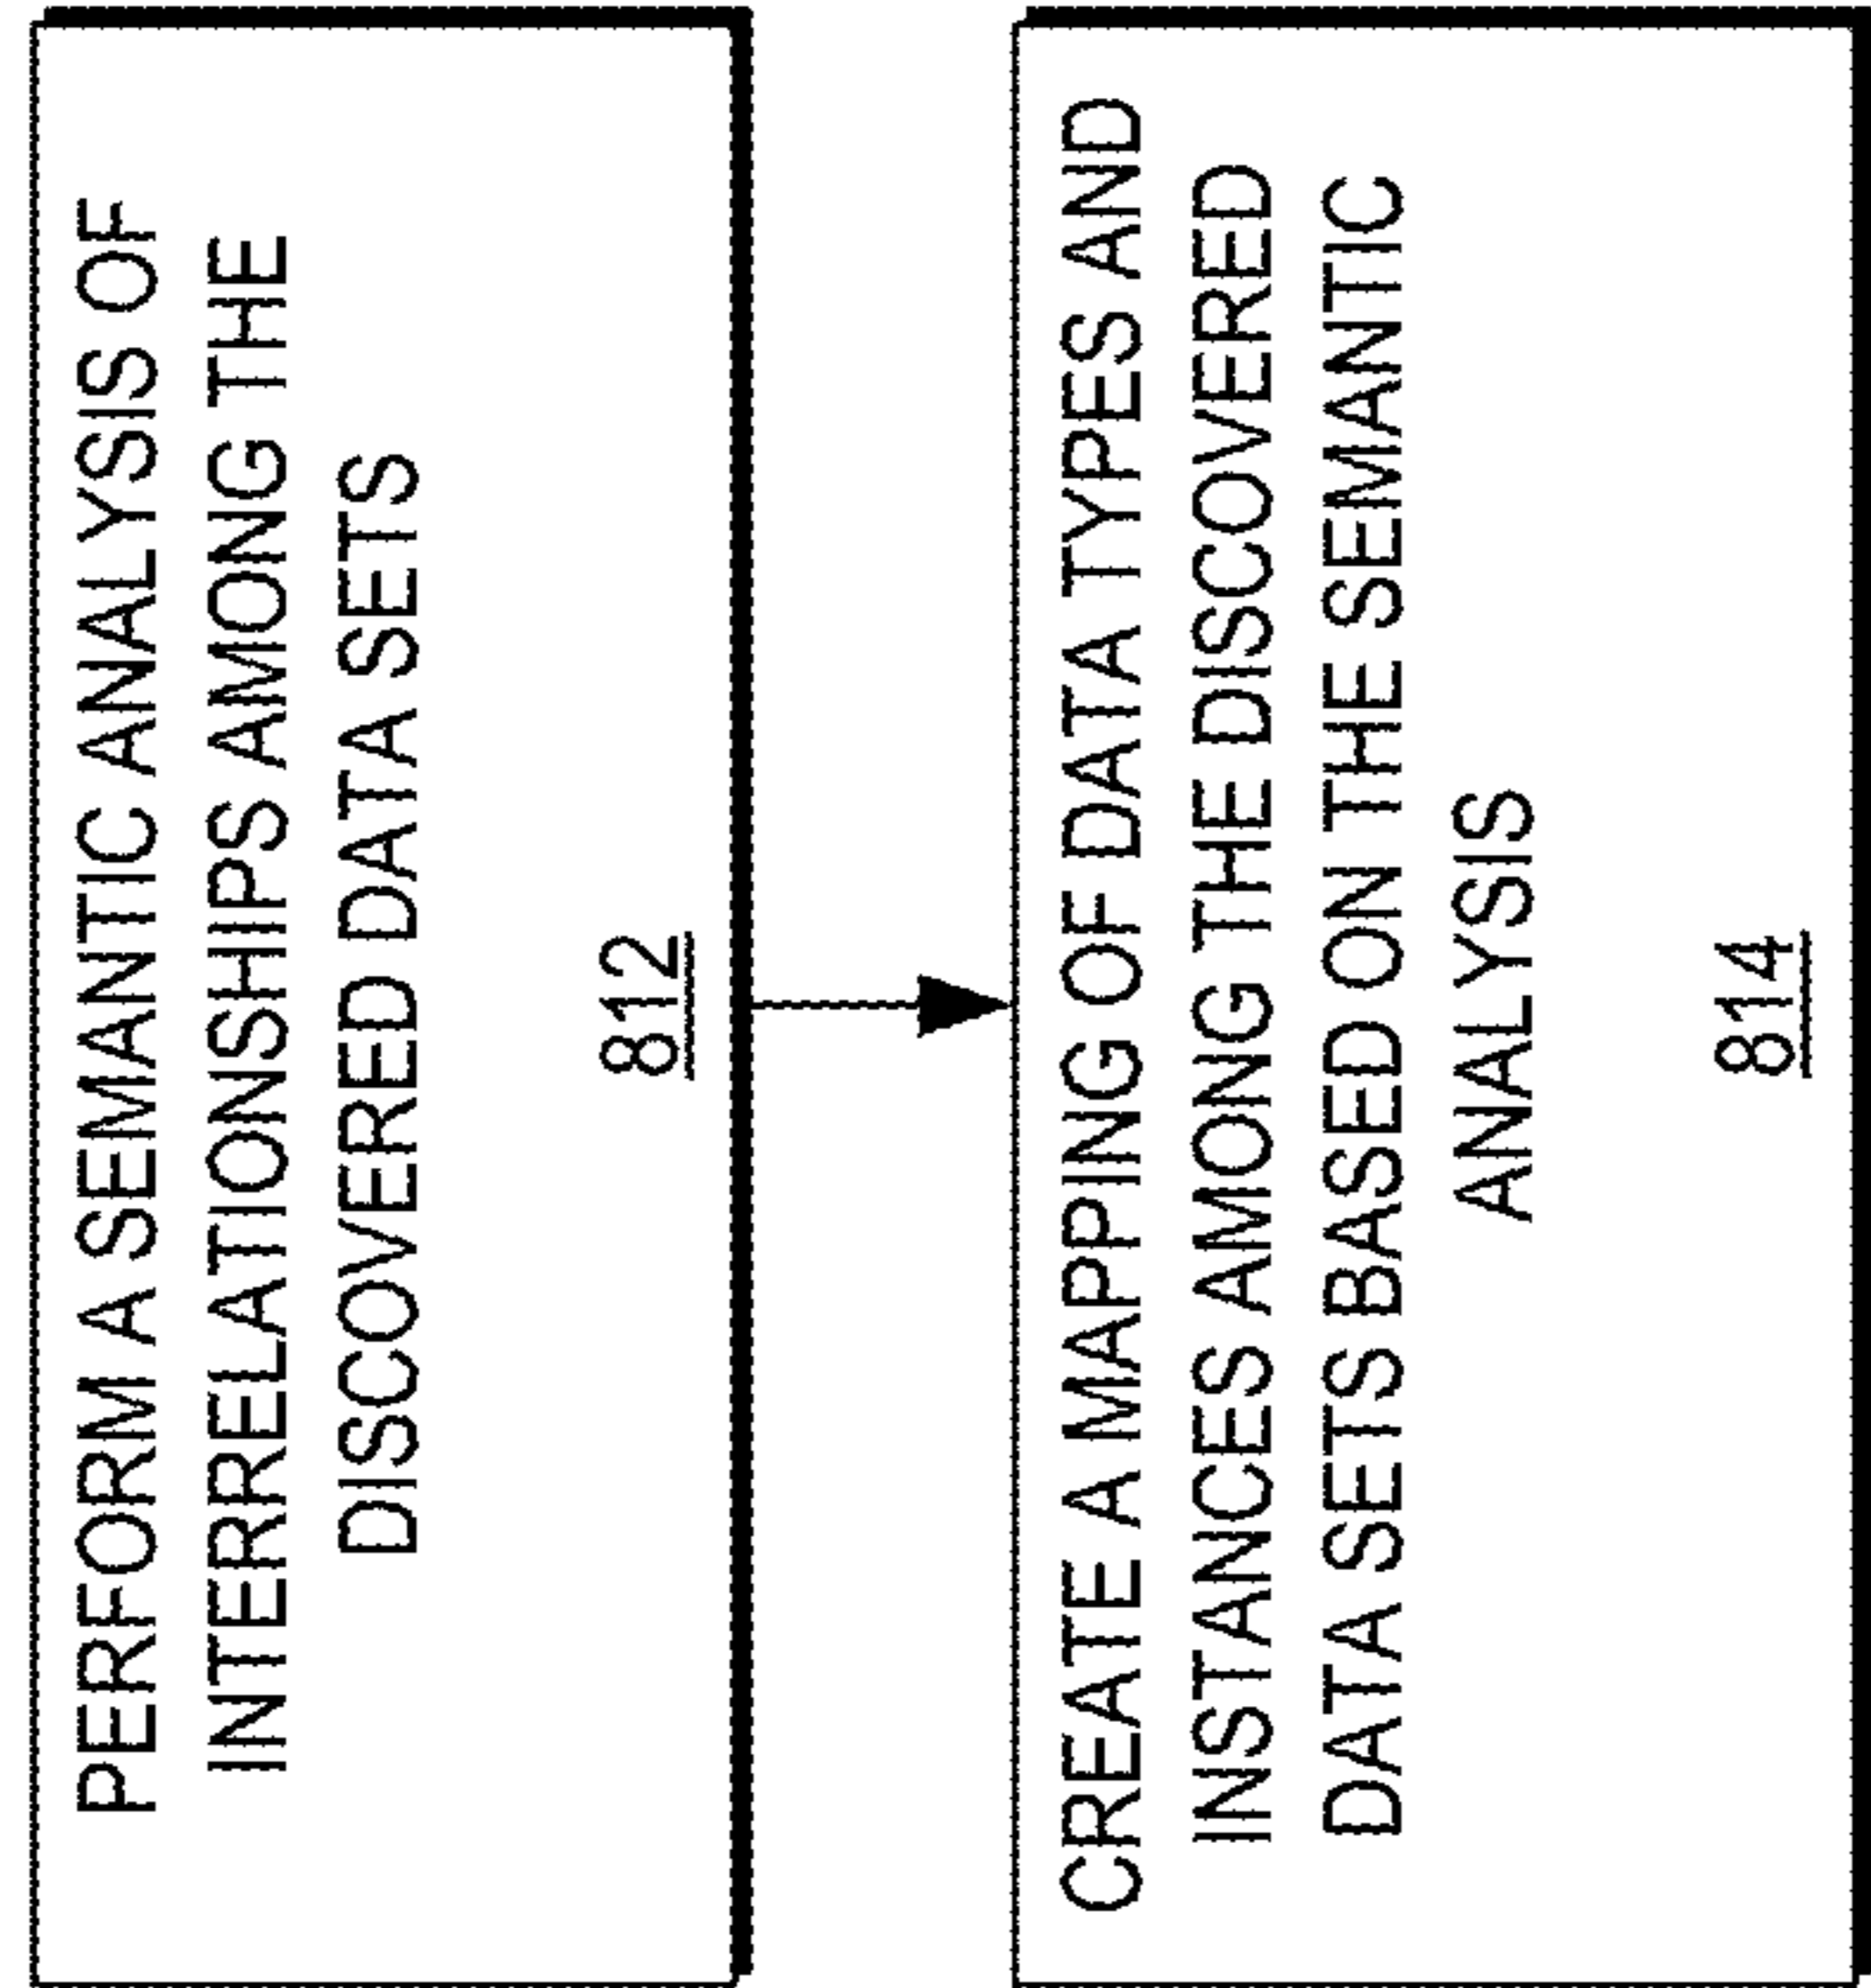 PERFORM A SEMANTIC ANALYSIS OF
INTERRELATIONSHIPS AMONG THE
DISCOVERED DATA SETS
812
CREATE A MAPPING OF DATA TYPES AND
INSTANCES AMONG THE DISCOVERED
DATA SETS BASED ON THE SEMANTIC
ANALYSIS
814